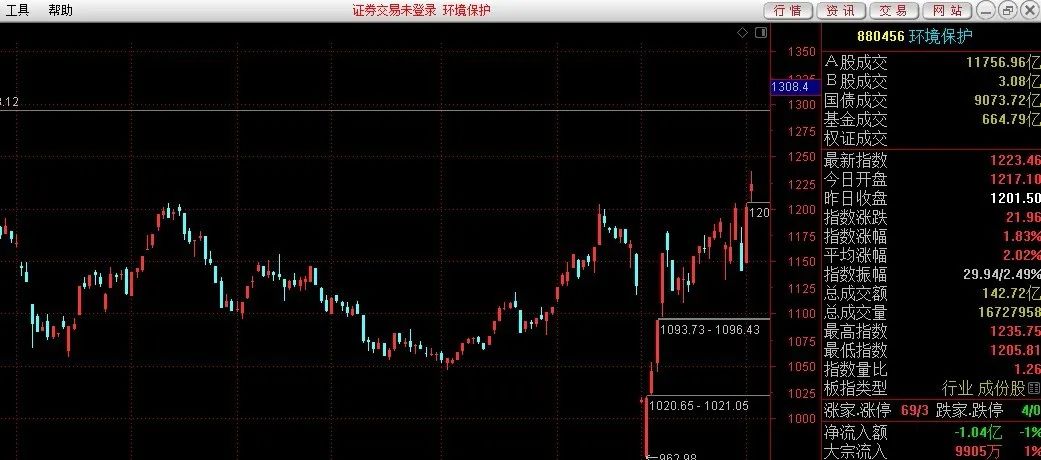 工具 帮助 证券交易未登录 环境保护 行情 资讯 交易 网站
880456 环境保护
A股成交 11756.96亿
B股成交 3.08亿
国债成交 9073.72亿
基金成交 664.79亿
权证成交
最新指数 1223.46
今日开盘 1217.10
昨日收盘 1201.50
指数涨跌 21.96
指数涨幅 1.83%
平均涨幅 2.02%
指数振幅 29.94/2.49%
总成交额 142.72亿
总成交量 16727958
最高指数 1235.75
最低指数 1205.81
指数量比 1.26
板指类型 行业 成份股
涨家.涨停 69/3 跌家.跌停 4/0
净流入额 -1.04亿 -1%
大宗流入 9905万 1%
1350
1308.4
1300
1275
1250
1225
1200
1175
1150
1125
1100
1075
1050
1025
1000
.12
120
1093.73-1096.43
1020.65-1021.05
962.98